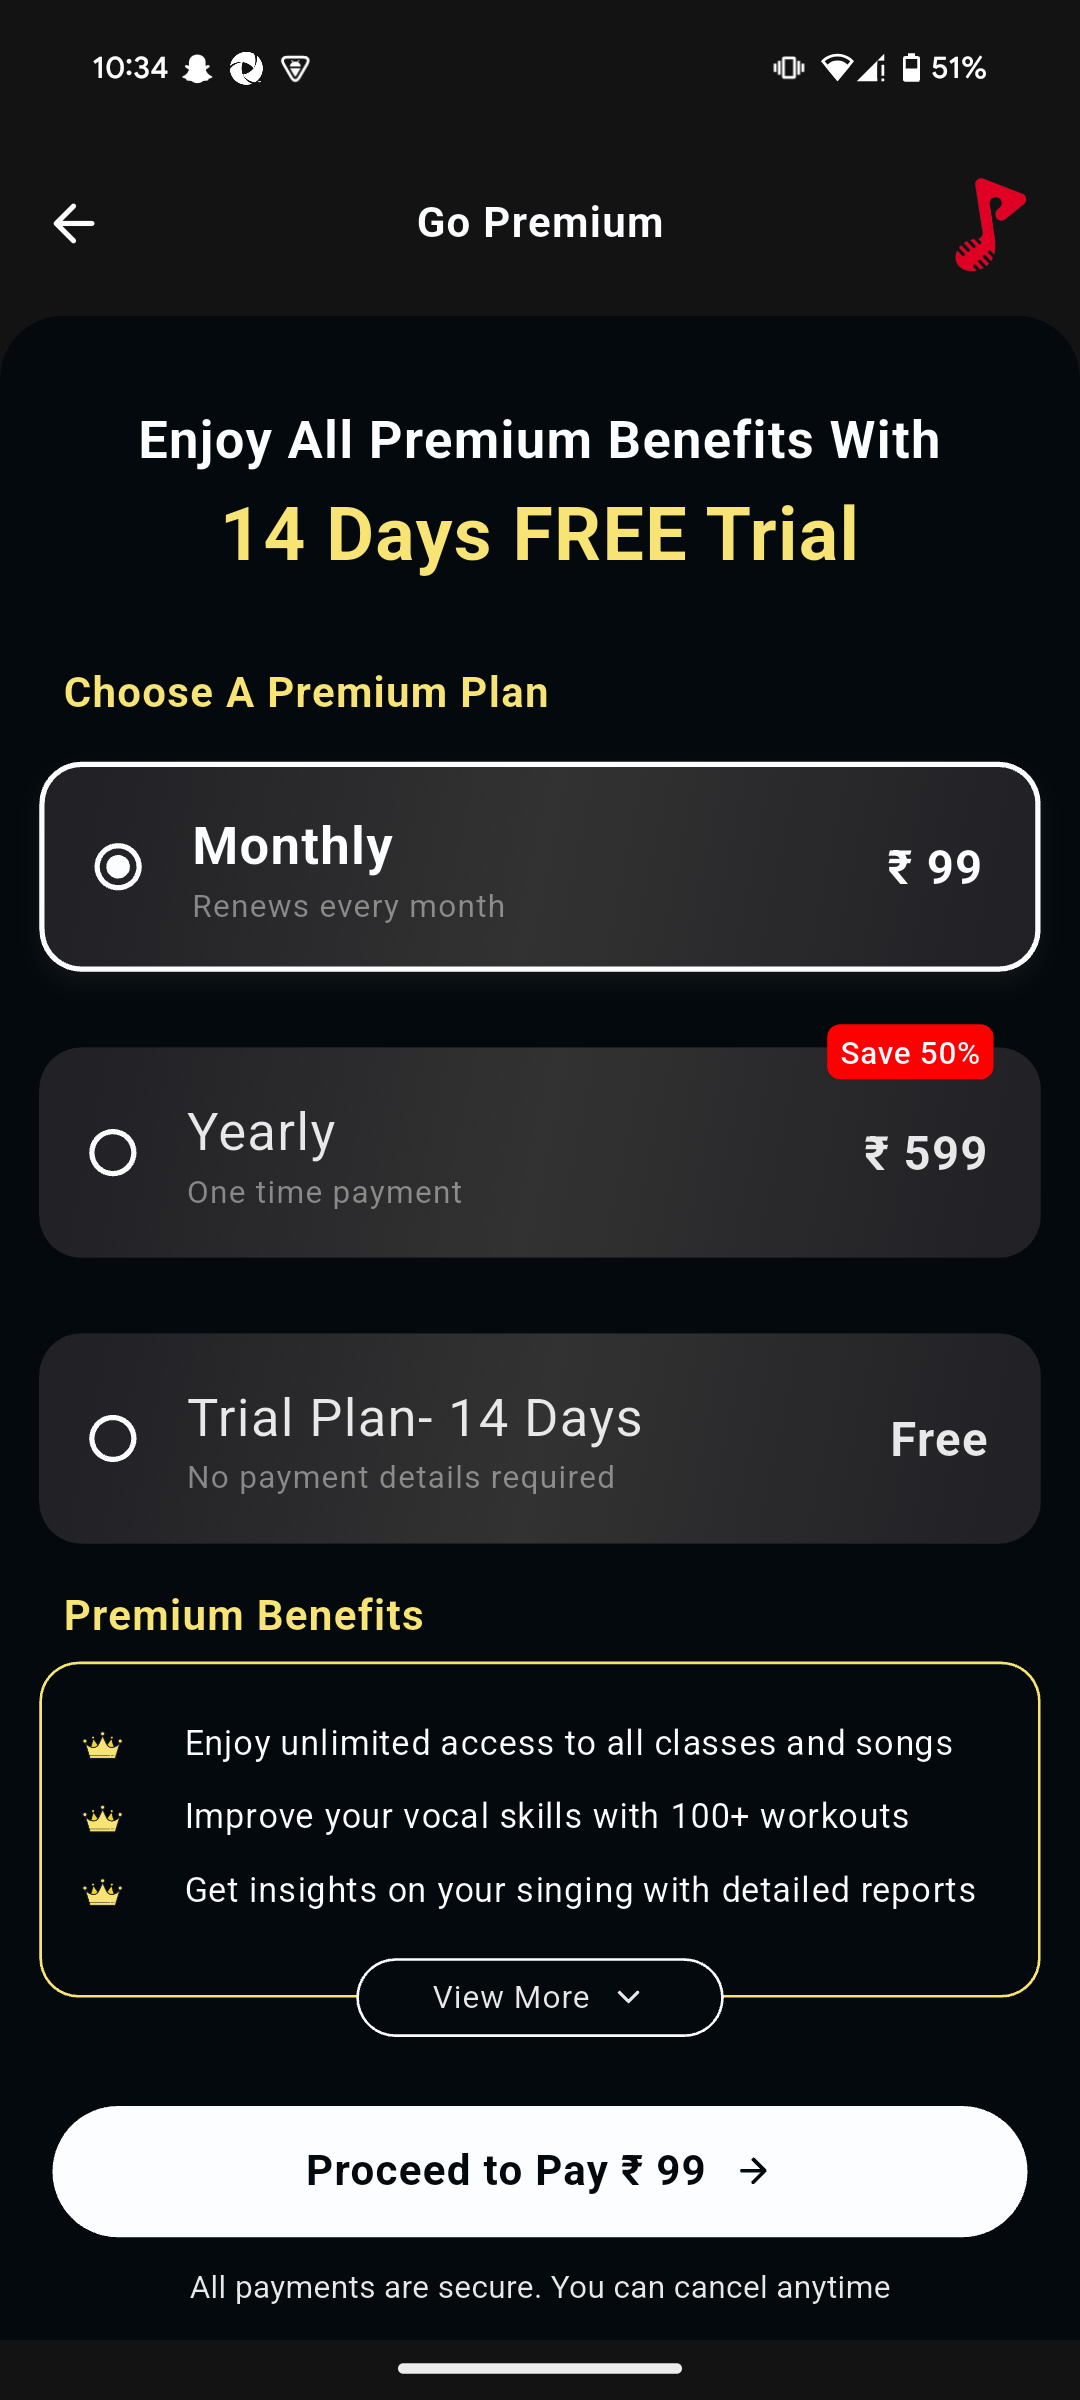 10:34
51%
Go Premium
Enjoy All Premium Benefits With
14 Days FREE Trial
Choose A Premium Plan
Monthly
Renews every month
₹ 99
Save 50%
Yearly
One time payment
₹ 599
Trial Plan- 14 Days
No payment details required
Free
Premium Benefits
Enjoy unlimited access to all classes and songs
Improve your vocal skills with 100+ workouts
Get insights on your singing with detailed reports
View More
Proceed to Pay ₹ 99
All payments are secure. You can cancel anytime